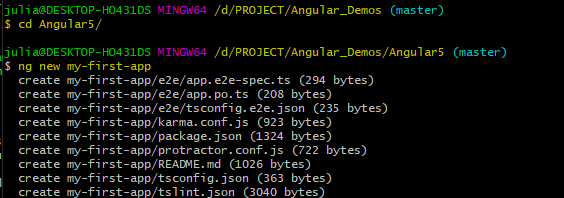 julia@DESKTOP-HO431DS MINGW64 /d/PROJECT/Angular_Demos (master)
$ cd Angular5/
julia@DESKTOP-HO431DS MINGW64 /d/PROJECT/Angular_Demos/Angular5 (master)
$ ng new my-first-app
  create my-first-app/e2e/app.e2e-spec.ts (294 bytes)
  create my-first-app/e2e/app.po.ts (208 bytes)
  create my-first-app/e2e/tsconfig.e2e.json (235 bytes)
  create my-first-app/karma.conf.js (923 bytes)
  create my-first-app/package.json (1324 bytes)
  create my-first-app/protractor.conf.js (722 bytes)
  create my-first-app/README.md (1026 bytes)
  create my-first-app/tsconfig.json (363 bytes)
  create my-first-app/tslint.json (3040 bytes)